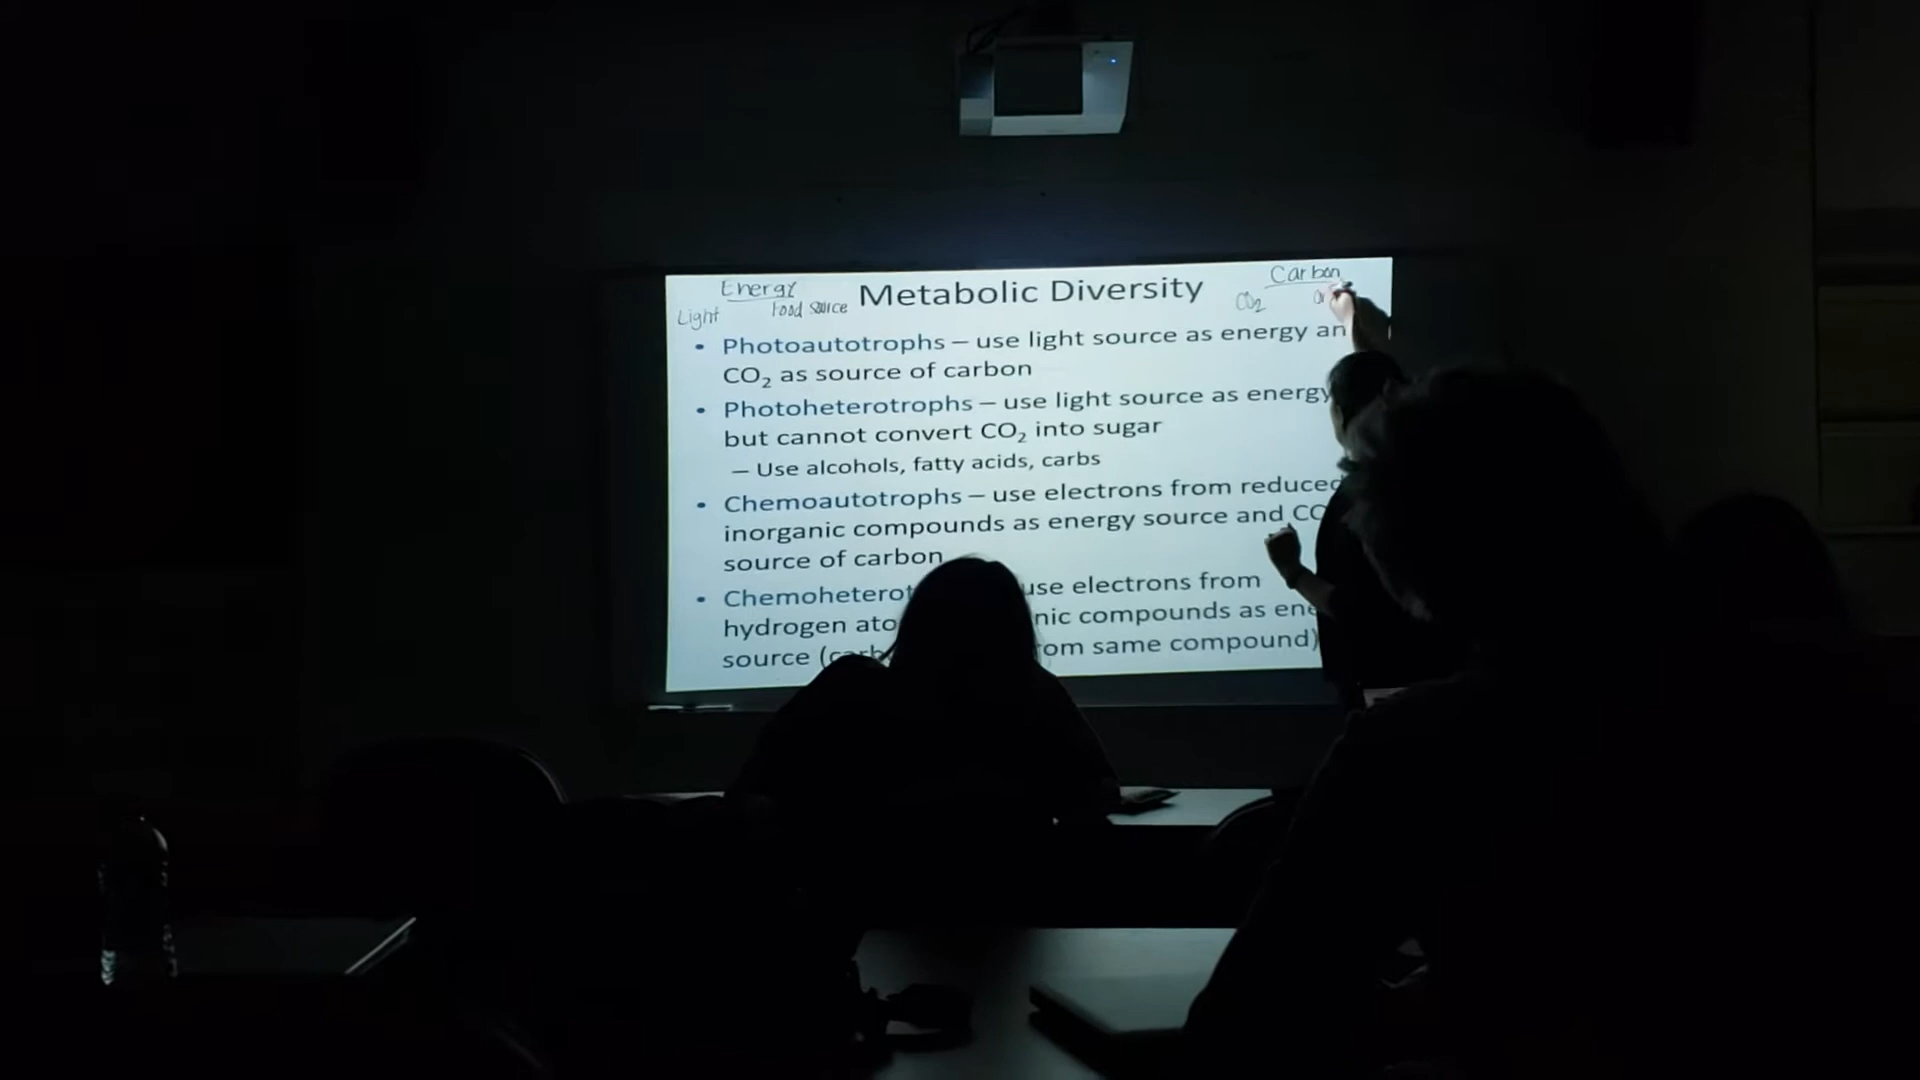 Energy
Light
Food source
Metabolic Diversity
Carbon
CO2
• Photoautotrophs – use light source as energy an
CO2 as source of carbon
• Photoheterotrophs – use light source as energy
but cannot convert CO2 into sugar
– Use alcohols, fatty acids, carbs
• Chemoautotrophs – use electrons from reduced
inorganic compounds as energy source and CO
source of carbon
• Chemoheterot use electrons from
hydrogen ato nic compounds as ene
source (carb om same compound)